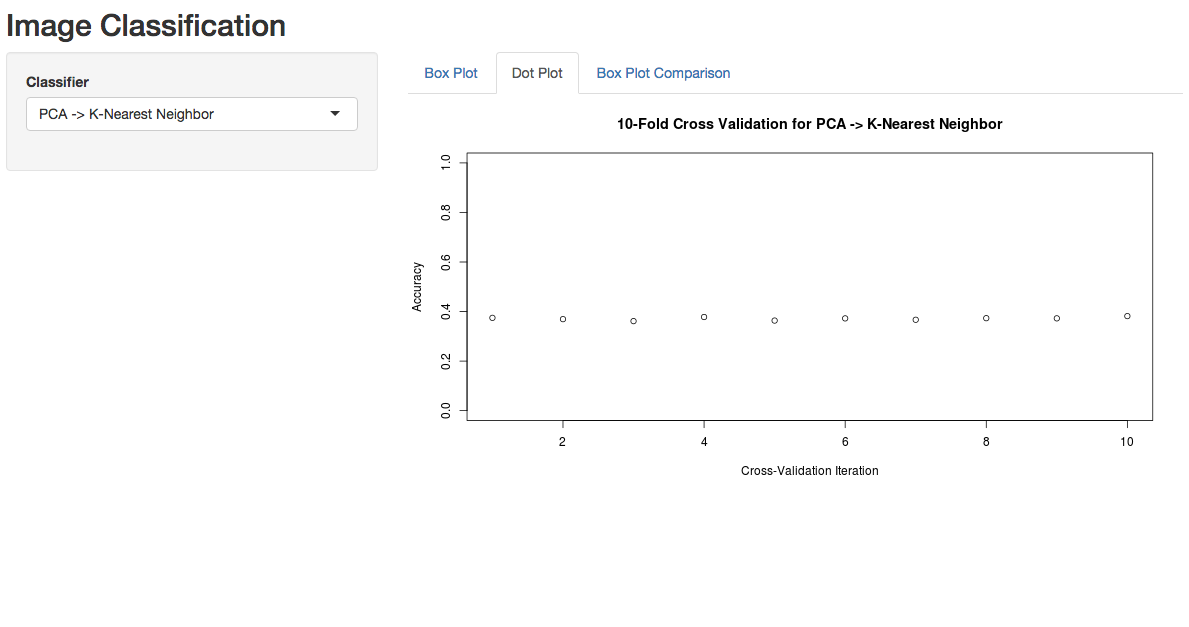 Image Classification
Classifier
PCA -> K-Nearest Neighbor
Box Plot
Dot Plot
Box Plot Comparison
10-Fold Cross Validation for PCA -> K-Nearest Neighbor
Accuracy
1.0
0.8
0.6
0.4
0.2
0.0
2 4 6 8 10
Cross-Validation Iteration